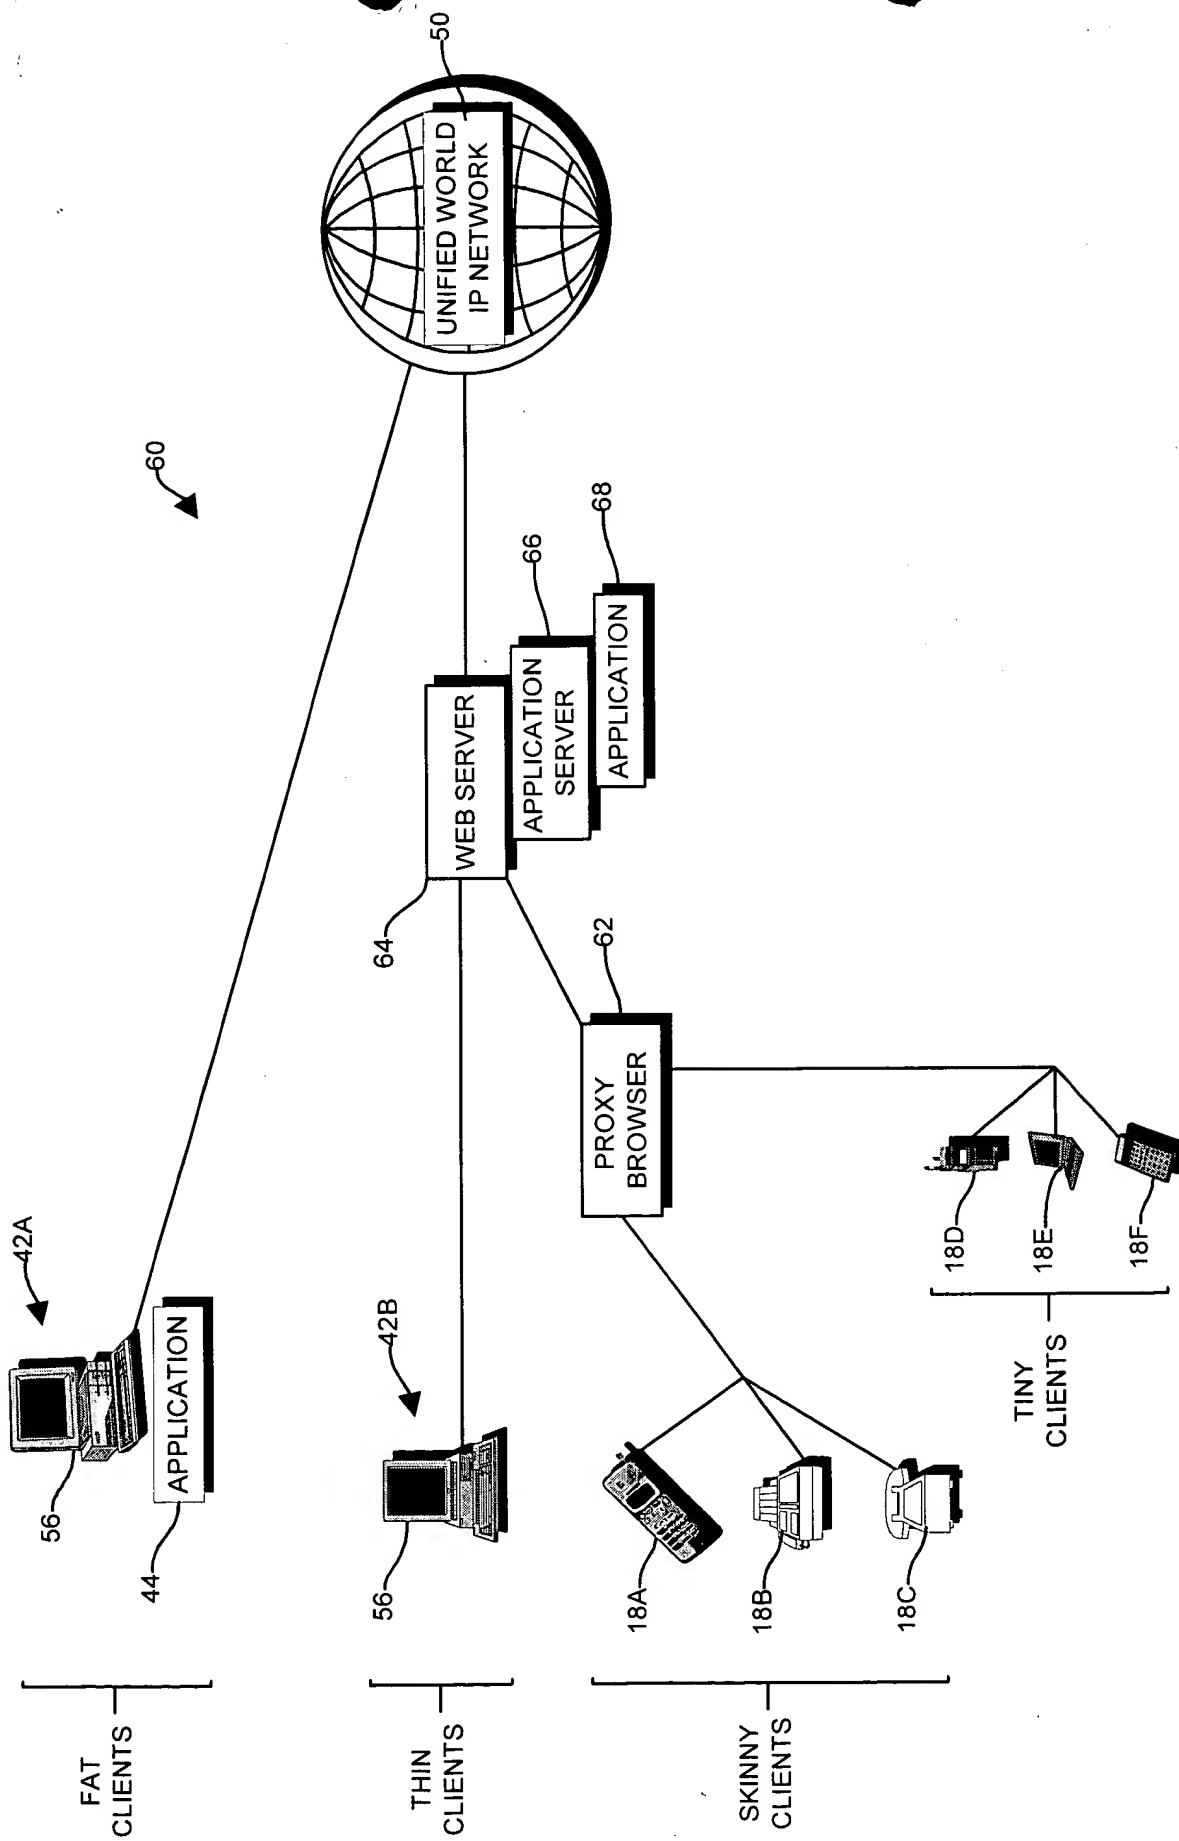 FAT
CLIENTS
56
42A
44
APPLICATION
60
50
UNIFIED WORLD
IP NETWORK
THIN
CLIENTS
56
42B
64
WEB SERVER
66
APPLICATION
SERVER
68
APPLICATION
62
PROXY
BROWSER
SKINNY
CLIENTS
18A
18B
18C
TINY
CLIENTS
18D
18E
18F